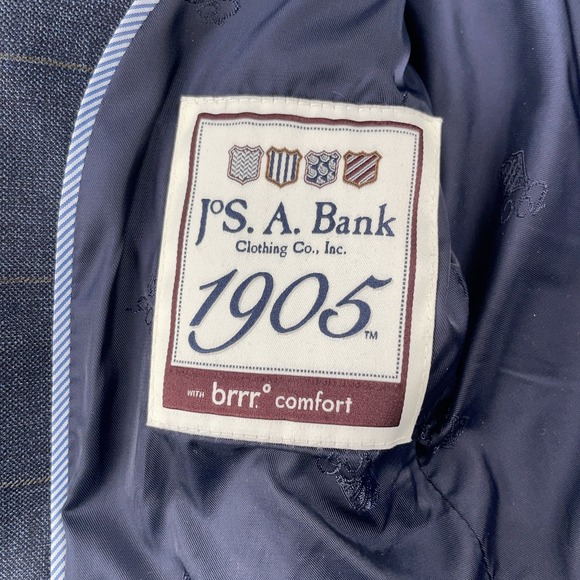 JoS. A. Bank
Clothing Co., Inc.
1905™
WITH brrr.° comfort